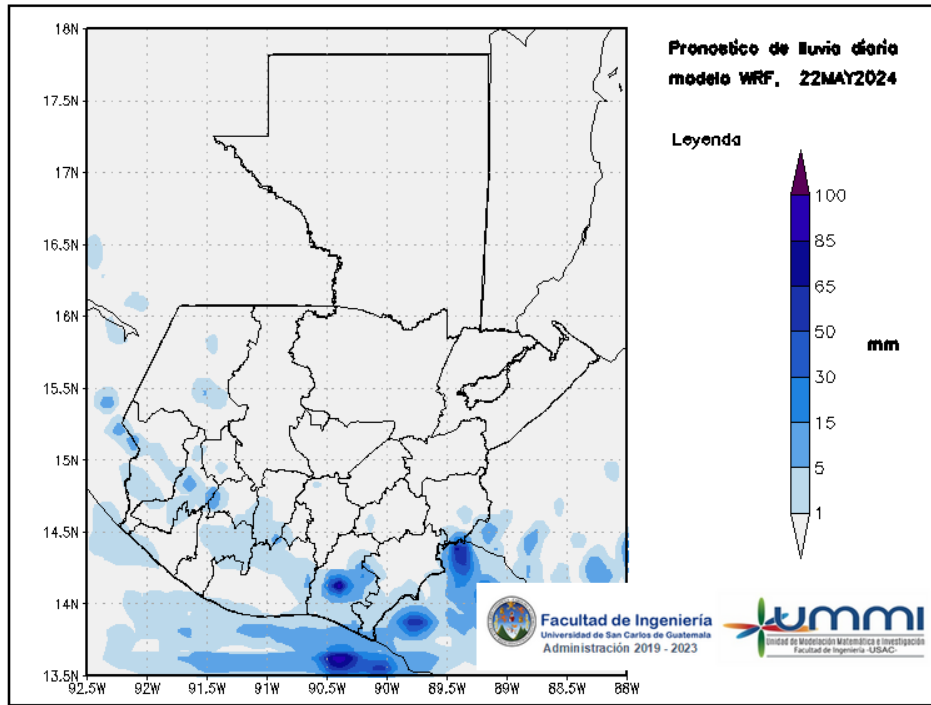 Pronostico de lluvia diaria
modelo WRF, 22MAY2024
Leyenda
100
85
65
50
30
15
5
1
mm
18N
17.5N
17N
16.5N
16N
15.5N
15N
14.5N
14N
13.5N
92.5W
92W
91.5W
91W
90.5W
90W
89.5W
89W
88.5W
88W
Facultad de Ingeniería
Universidad de San Carlos de Guatemala
Administración 2019 - 2023
UMMI
Unidad de Modelación Matemática e Investigación
Facultad de Ingeniería -USAC-